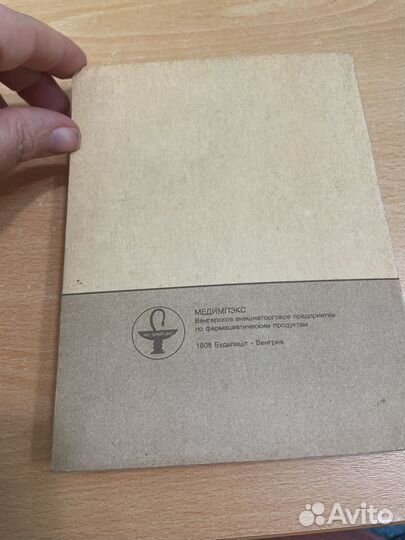 МЕДИМПЭКС
Венгерское внешнеторговое предприятие
по фармацевтическим продуктам
1808 Будапешт - Венгрия
Avito